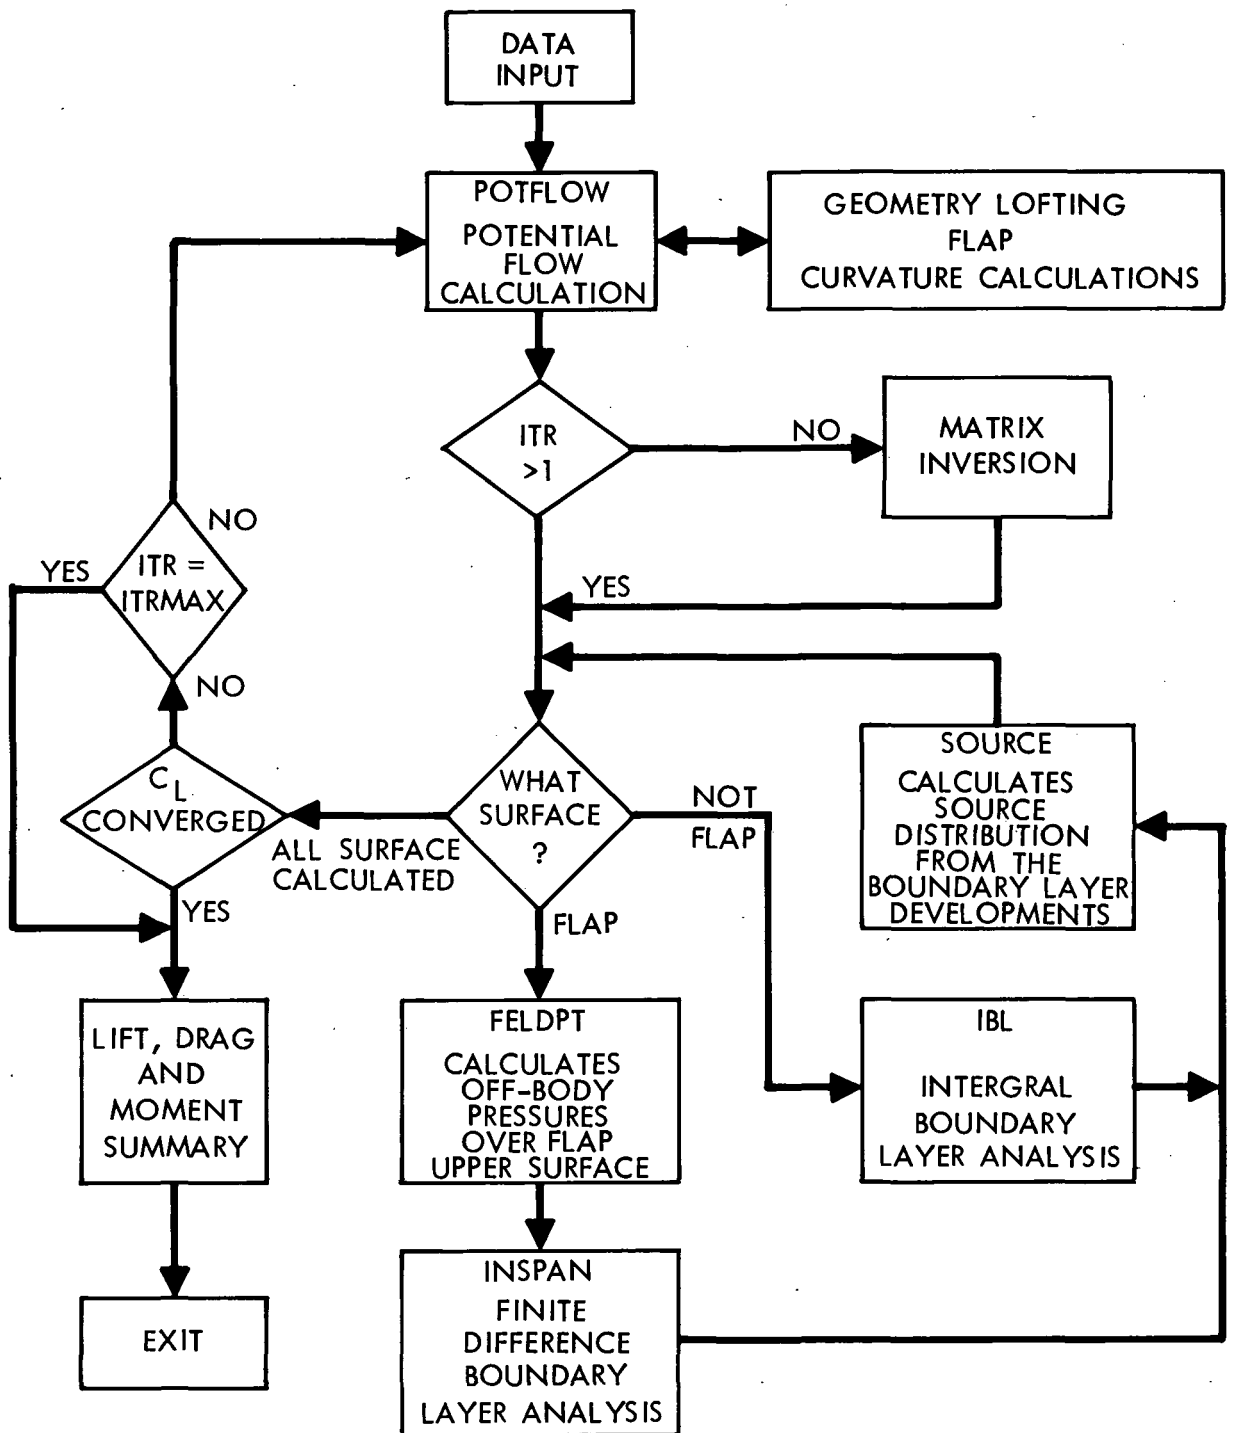 DATA
INPUT
POTFLOW
POTENTIAL
FLOW
CALCULATION
GEOMETRY LOFTING
FLAP
CURVATURE CALCULATIONS
ITR
>1
NO
MATRIX
INVERSION
YES
NO
ITR =
ITRMAX
YES
NO
C_L
CONVERGED
YES
ALL SURFACE
CALCULATED
WHAT
SURFACE
?
NOT
FLAP
FLAP
SOURCE
CALCULATES
SOURCE
DISTRIBUTION
FROM THE
BOUNDARY LAYER
DEVELOPMENTS
LIFT, DRAG
AND
MOMENT
SUMMARY
FELDPT
CALCULATES
OFF-BODY
PRESSURES
OVER FLAP
UPPER SURFACE
IBL
INTERGRAL
BOUNDARY
LAYER ANALYSIS
EXIT
INSPAN
FINITE
DIFFERENCE
BOUNDARY
LAYER ANALYSIS